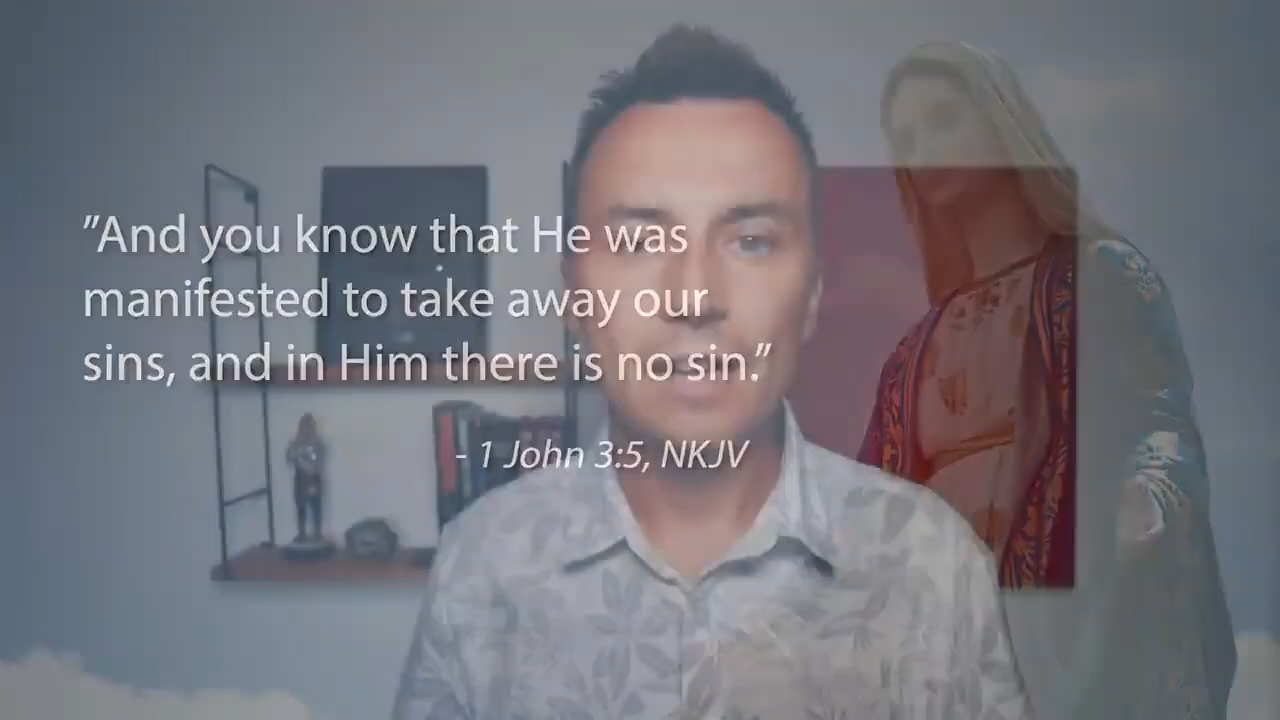 ”And you know that He was
manifested to take away our
sins, and in Him there is no sin.”
- 1 John 3:5, NKJV